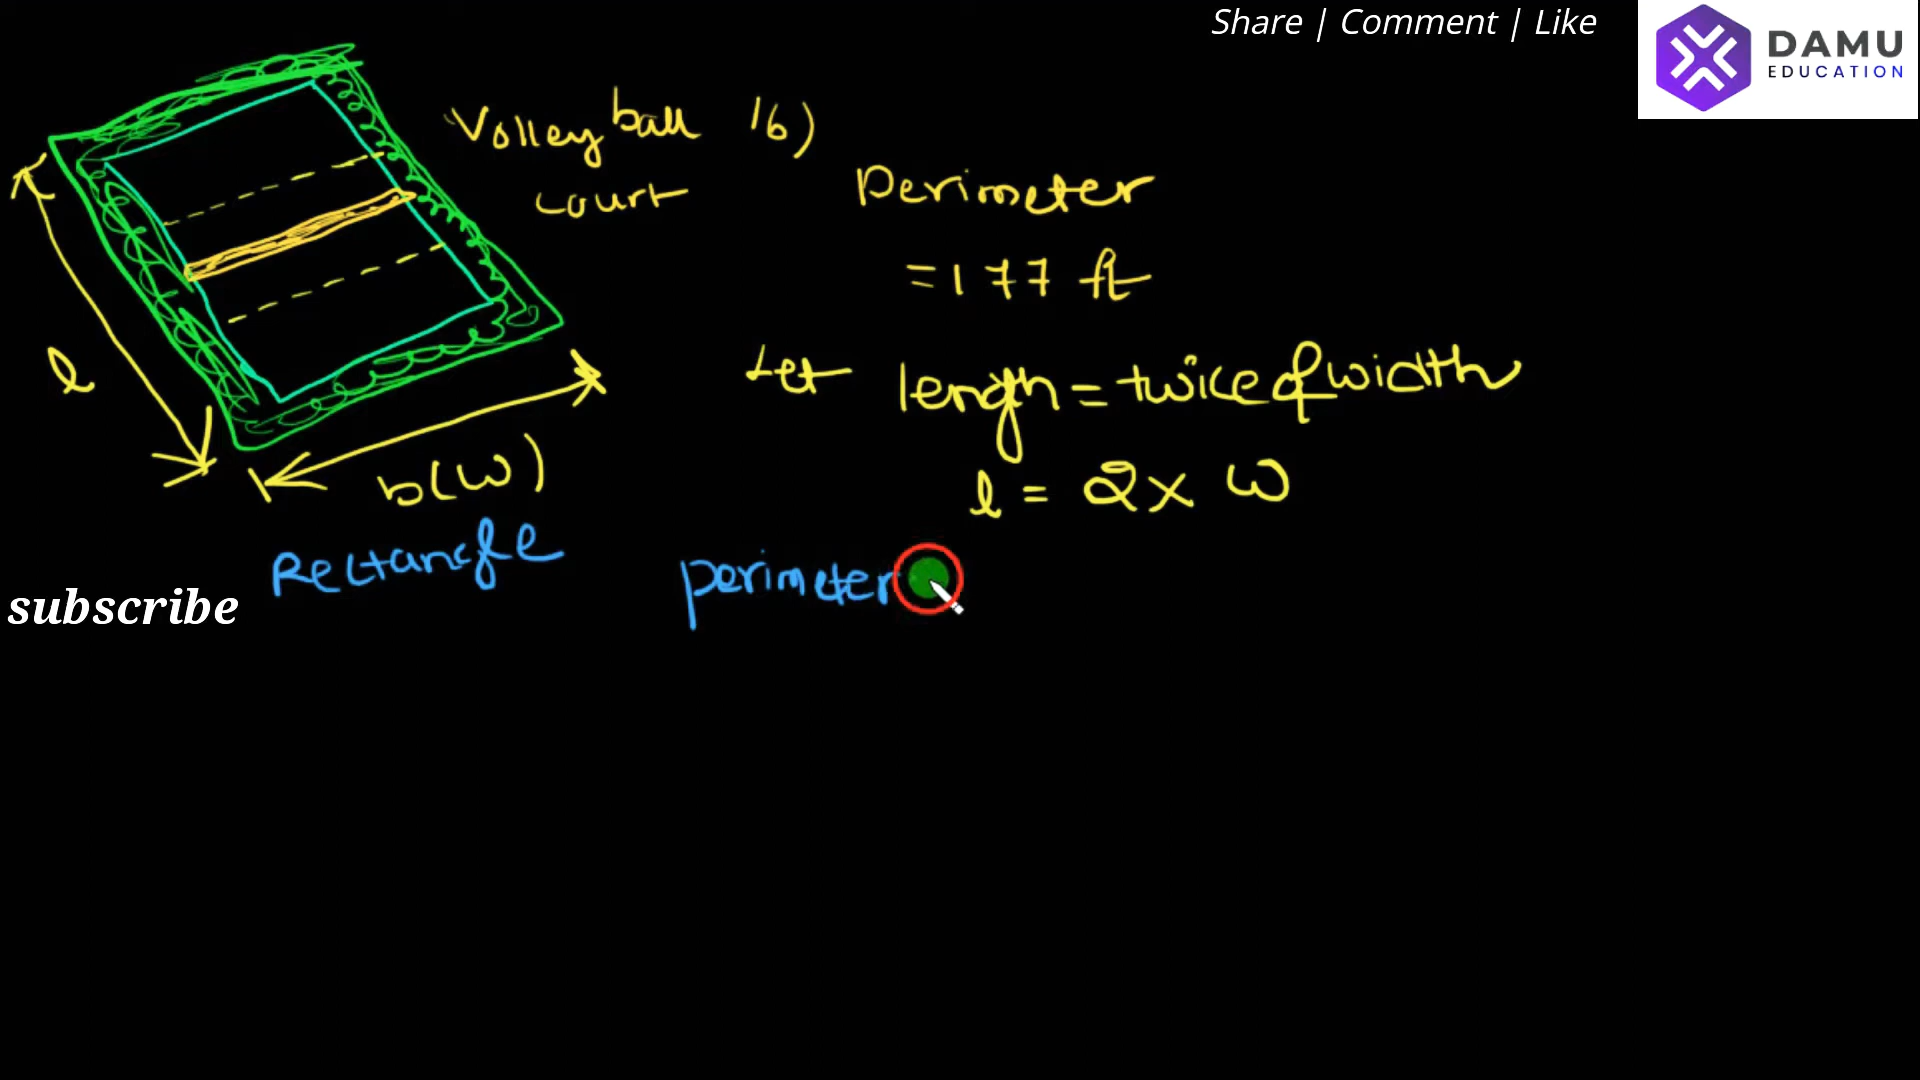 Share | Comment | Like
DAMU
EDUCATION
Volley ball 16)
court
Perimeter
= 177 ft
Let length = twice of width
l
l = 2 x w
b(w)
Rectangle
perimeter
subscribe